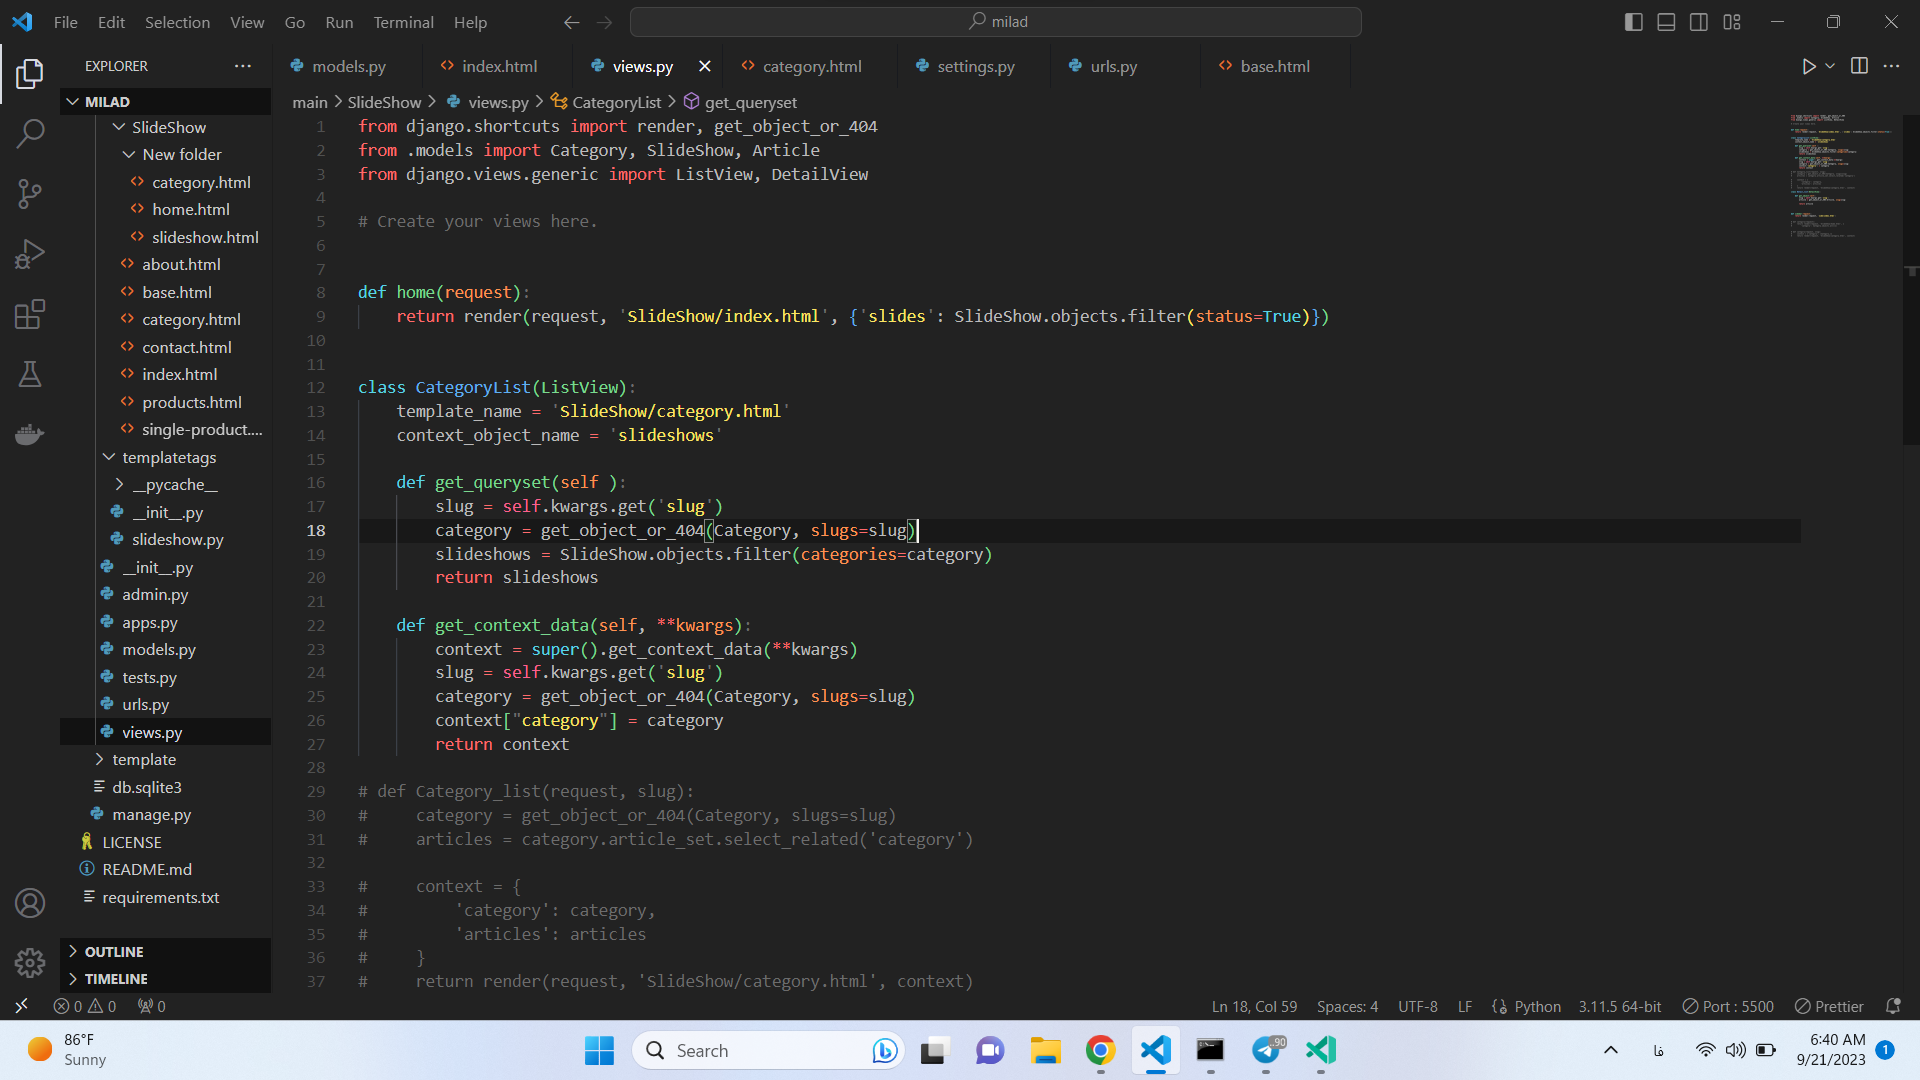 File Edit Selection View Go Run Terminal Help
milad
EXPLORER
models.py
index.html
views.py
category.html
settings.py
urls.py
base.html
MILAD
SlideShow
New folder
category.html
home.html
slideshow.html
about.html
base.html
category.html
contact.html
index.html
products.html
single-product....
templatetags
__pycache__
__init__.py
slideshow.py
__init__.py
admin.py
apps.py
models.py
tests.py
urls.py
views.py
template
db.sqlite3
manage.py
LICENSE
README.md
requirements.txt
OUTLINE
TIMELINE
main > SlideShow > views.py > CategoryList > get_queryset
1 from django.shortcuts import render, get_object_or_404
2 from .models import Category, SlideShow, Article
3 from django.views.generic import ListView, DetailView
4
5 # Create your views here.
6
7
8 def home(request):
9     return render(request, 'SlideShow/index.html', {'slides': SlideShow.objects.filter(status=True)})
10
11
12 class CategoryList(ListView):
13     template_name = 'SlideShow/category.html'
14     context_object_name = 'slideshows'
15
16     def get_queryset(self ):
17         slug = self.kwargs.get('slug')
18         category = get_object_or_404(Category, slugs=slug)
19         slideshows = SlideShow.objects.filter(categories=category)
20         return slideshows
21
22     def get_context_data(self, **kwargs):
23         context = super().get_context_data(**kwargs)
24         slug = self.kwargs.get('slug')
25         category = get_object_or_404(Category, slugs=slug)
26         context["category"] = category
27         return context
28
29 # def Category_list(request, slug):
30 #     category = get_object_or_404(Category, slugs=slug)
31 #     articles = category.article_set.select_related('category')
32
33 #     context = {
34 #         'category': category,
35 #         'articles': articles
36 #     }
37 #     return render(request, 'SlideShow/category.html', context)
0 0 0
Ln 18, Col 59 Spaces: 4 UTF-8 LF Python 3.11.5 64-bit Port : 5500 Prettier
86°F
Sunny
Search
90
فا
6:40 AM
9/21/2023
1